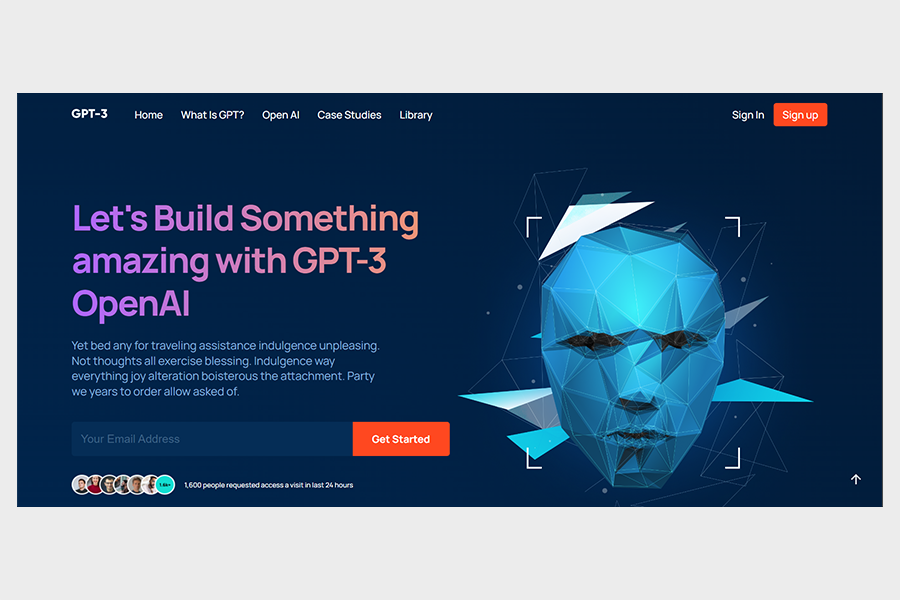 GPT-3 Home What Is GPT? Open AI Case Studies Library Sign In Sign up
Let's Build Something
amazing with GPT-3
OpenAI
Yet bed any for traveling assistance indulgence unpleasing.
Not thoughts all exercise blessing. Indulgence way
everything joy alteration boisterous the attachment. Party
we years to order allow asked of.
Your Email Address Get Started
1.6k+ 1,600 people requested access a visit in last 24 hours